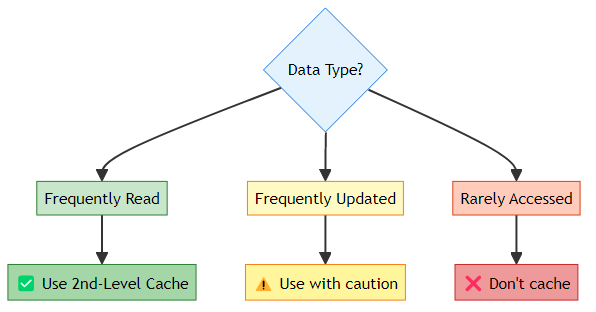 Data Type?
Frequently Read
Frequently Updated
Rarely Accessed
✅ Use 2nd-Level Cache
⚠️ Use with caution
❌ Don't cache